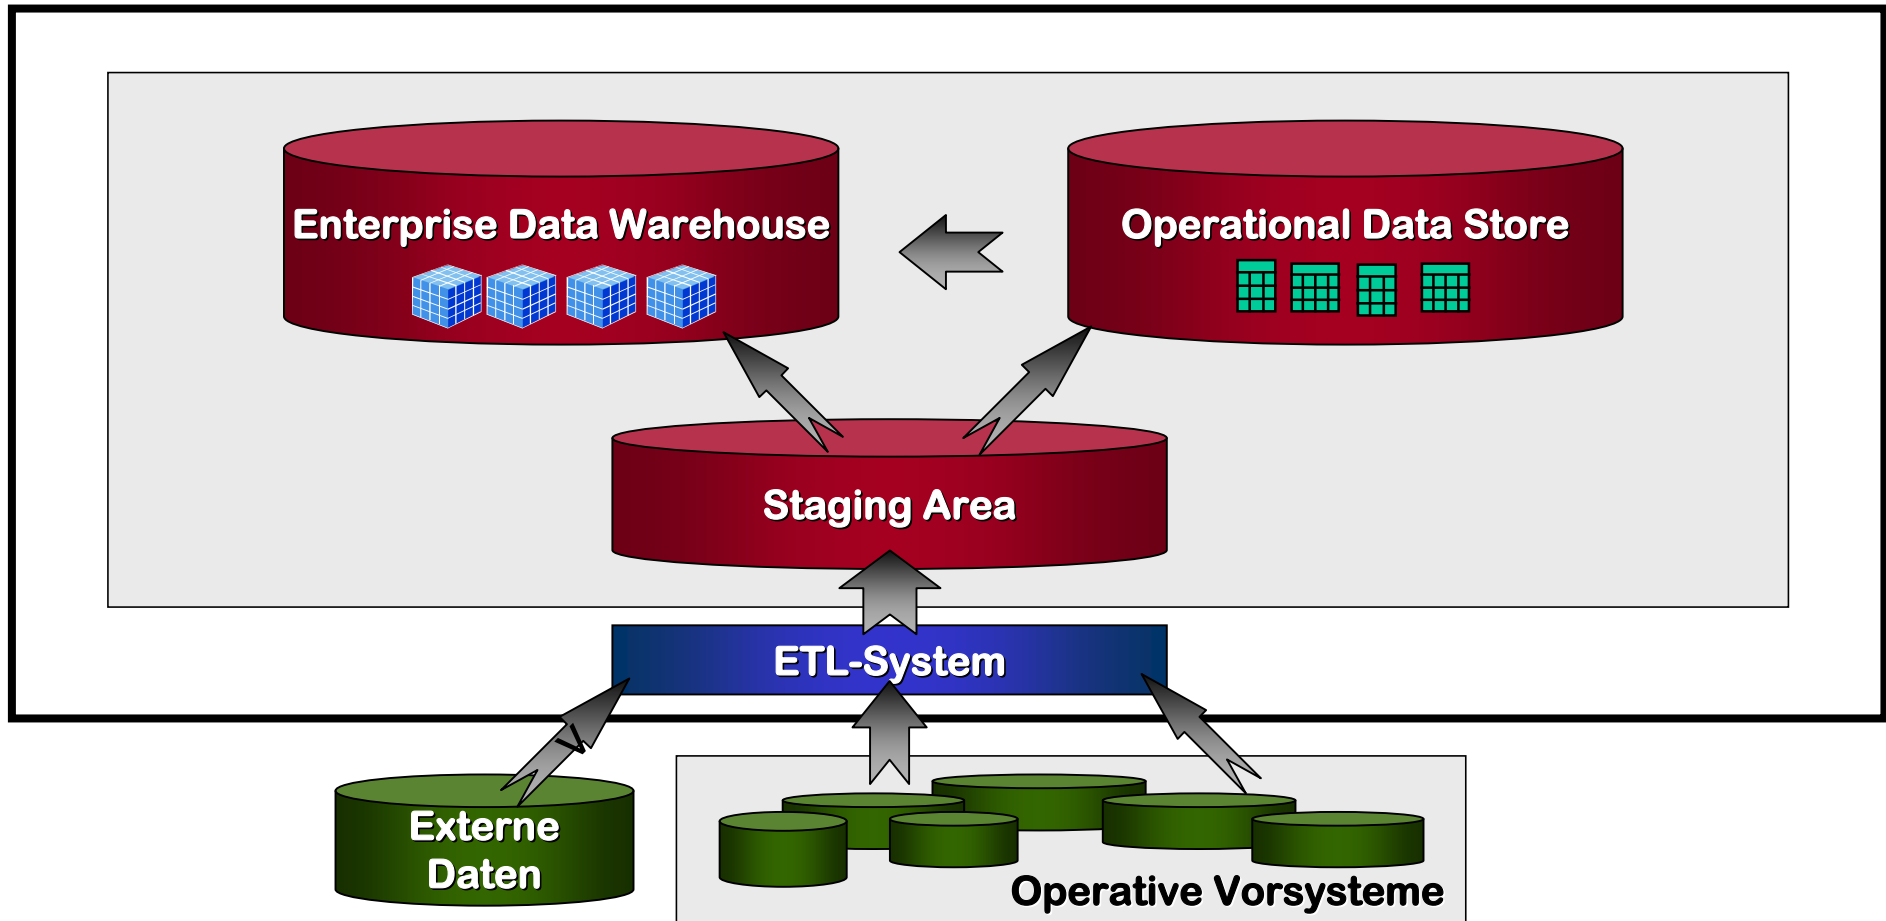 Enterprise Data Warehouse
Operational Data Store
Staging Area
ETL-System
V
Externe
Daten
Operative Vorsysteme